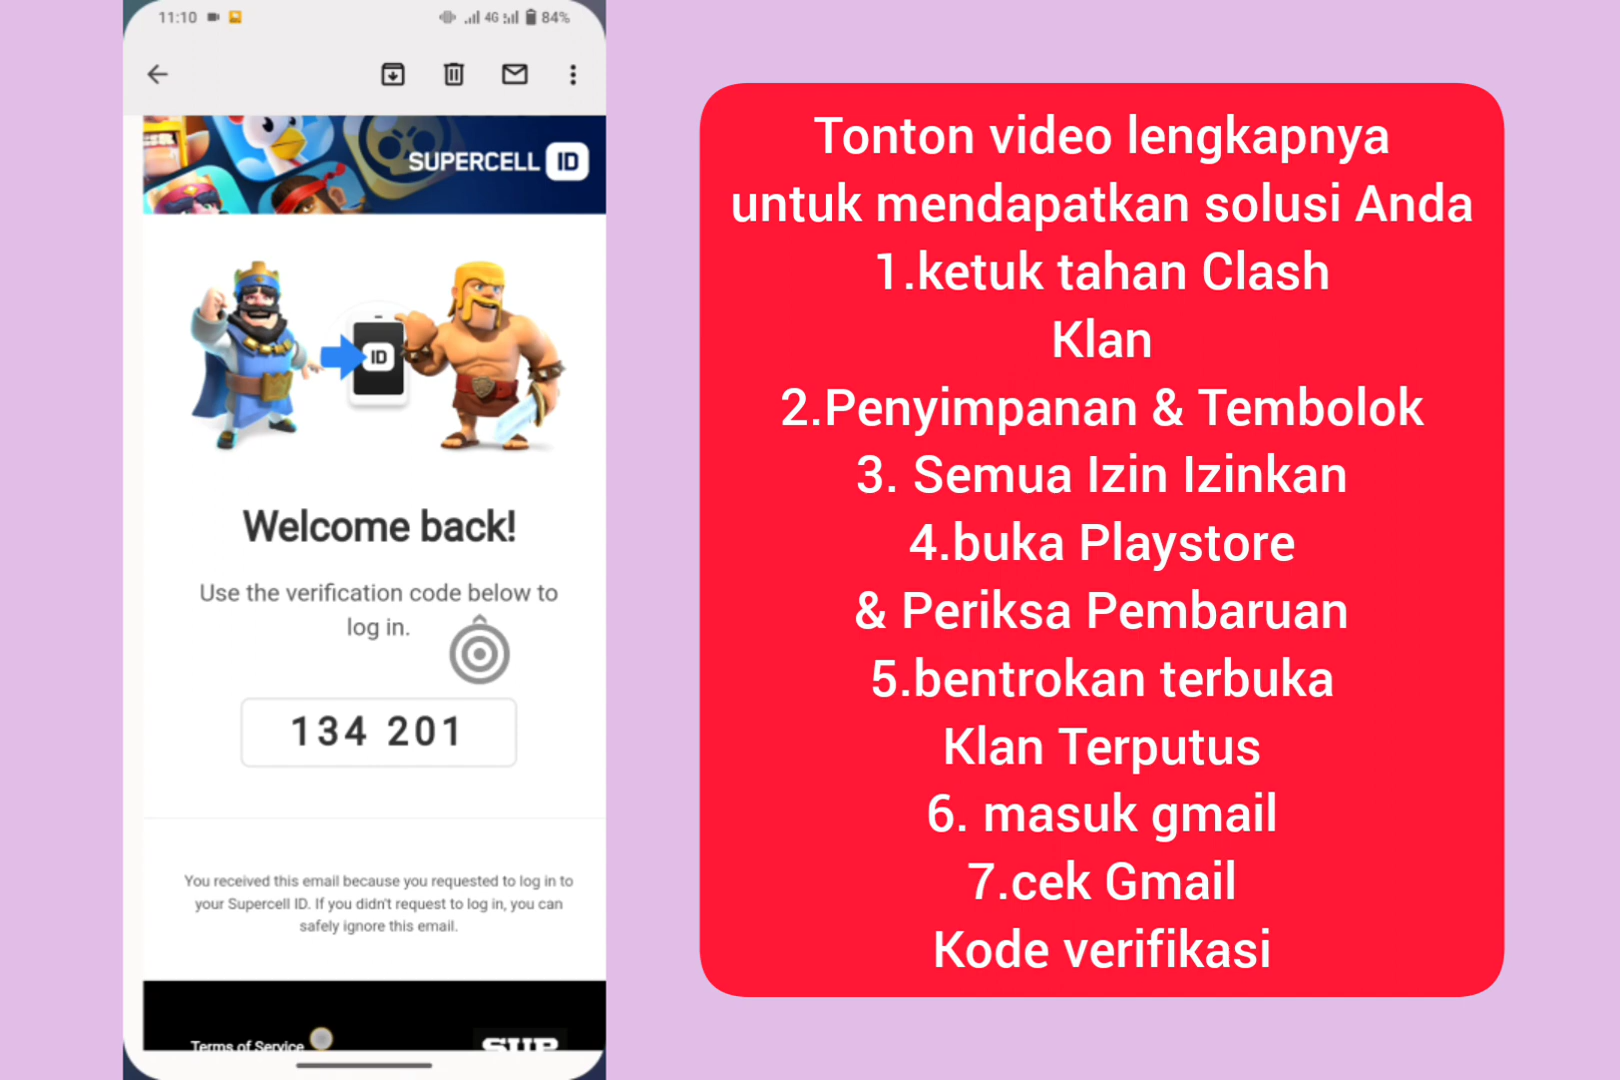 11:10
4G
84%
SUPERCELL ID
ID
Welcome back!
Use the verification code below to
log in.
134 201
You received this email because you requested to log in to
your Supercell ID. If you didn't request to log in, you can
safely ignore this email.
Terms of Service
SUP
Tonton video lengkapnya
untuk mendapatkan solusi Anda
1.ketuk tahan Clash
Klan
2.Penyimpanan & Tembolok
3. Semua Izin Izinkan
4.buka Playstore
& Periksa Pembaruan
5.bentrokan terbuka
Klan Terputus
6. masuk gmail
7.cek Gmail
Kode verifikasi